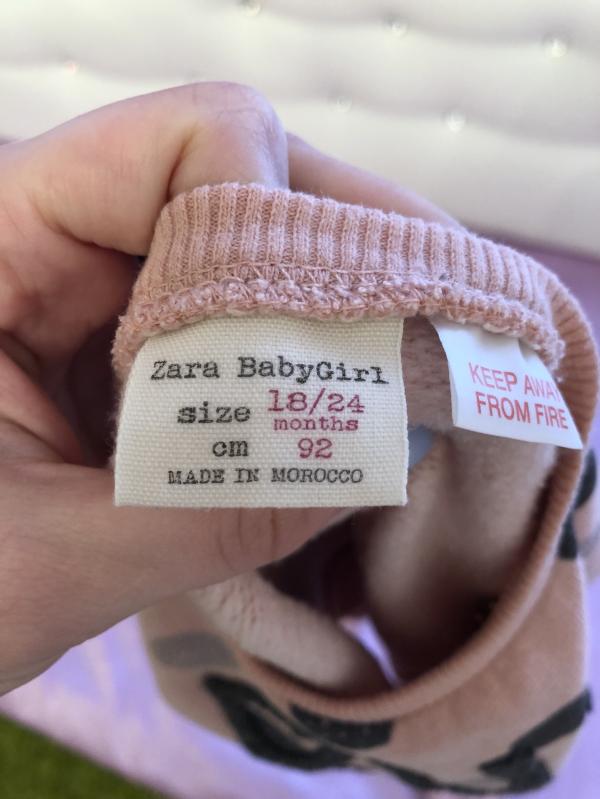 Zara BabyGirl
size 18/24
months
cm 92
MADE IN MOROCCO
KEEP AWAY
FROM FIRE